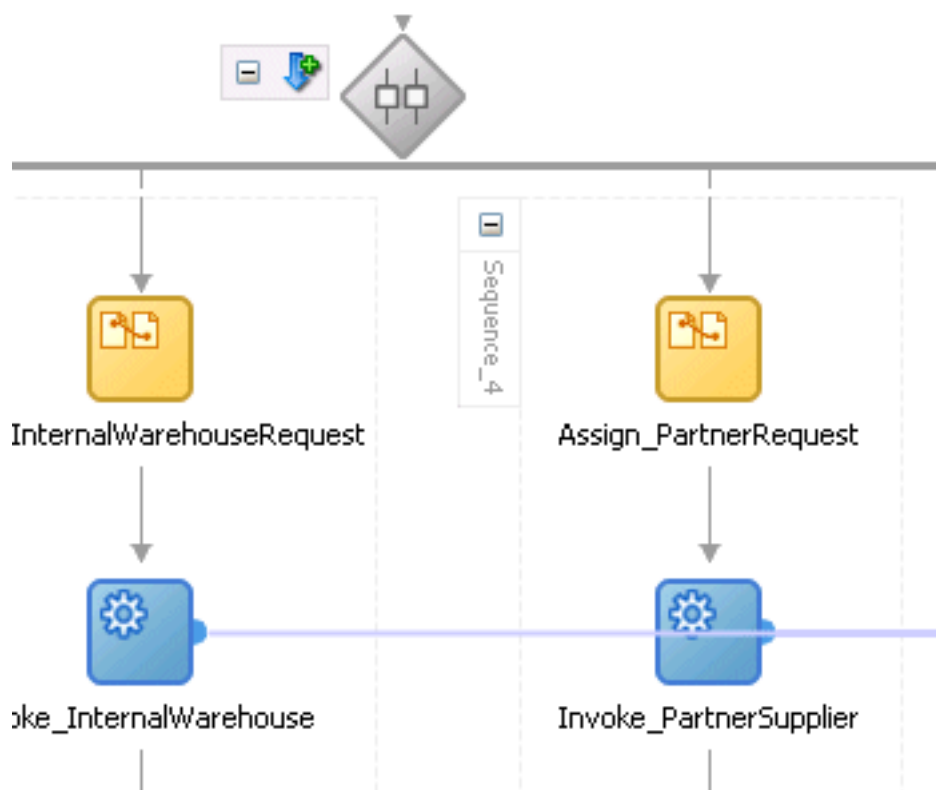 Sequence_4
InternalWarehouseRequest
Assign_PartnerRequest
oke_InternalWarehouse
Invoke_PartnerSupplier